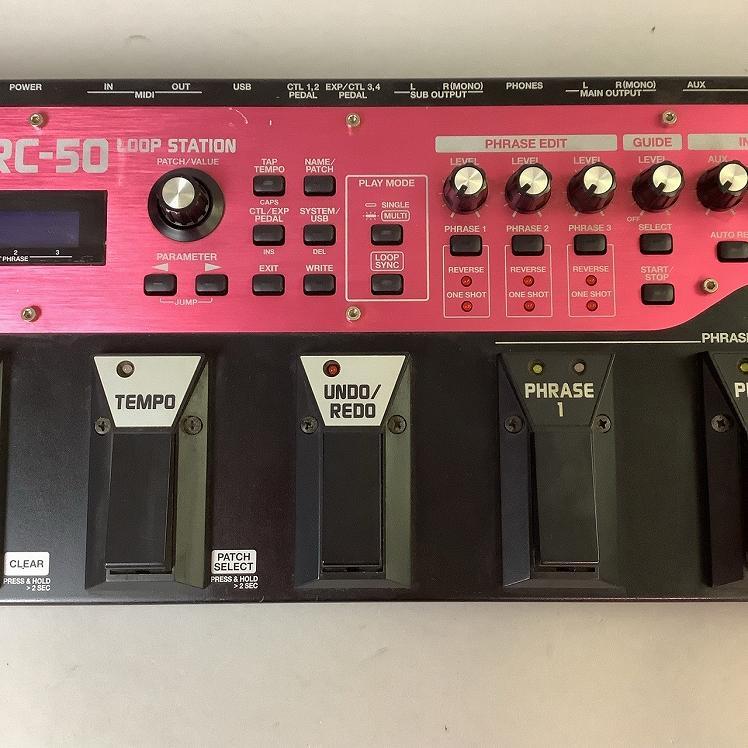 POWER
IN OUT
MIDI
USB
CTL 1,2 PEDAL
EXP/CTL 3,4 PEDAL
L R(MONO)
SUB OUTPUT
PHONES
L R(MONO)
MAIN OUTPUT
AUX
RC-50 LOOP STATION
PATCH/VALUE
2 3
PHRASE
PARAMETER
JUMP
TAP TEMPO
NAME/PATCH
CAPS
CTL/EXP PEDAL
SYSTEM/USB
INS
DEL
EXIT
WRITE
PLAY MODE
SINGLE
MULTI
LOOP SYNC
PHRASE EDIT
LEVEL LEVEL LEVEL
PHRASE 1 PHRASE 2 PHRASE 3
REVERSE REVERSE REVERSE
ONE SHOT ONE SHOT ONE SHOT
GUIDE
LEVEL
OFF
SELECT
START/STOP
IN
AUX
AUTO RE
PHRASE
TEMPO
UNDO/REDO
PHRASE 1
CLEAR
PRESS & HOLD
> 2 SEC
PATCH SELECT
PRESS & HOLD
> 2 SEC